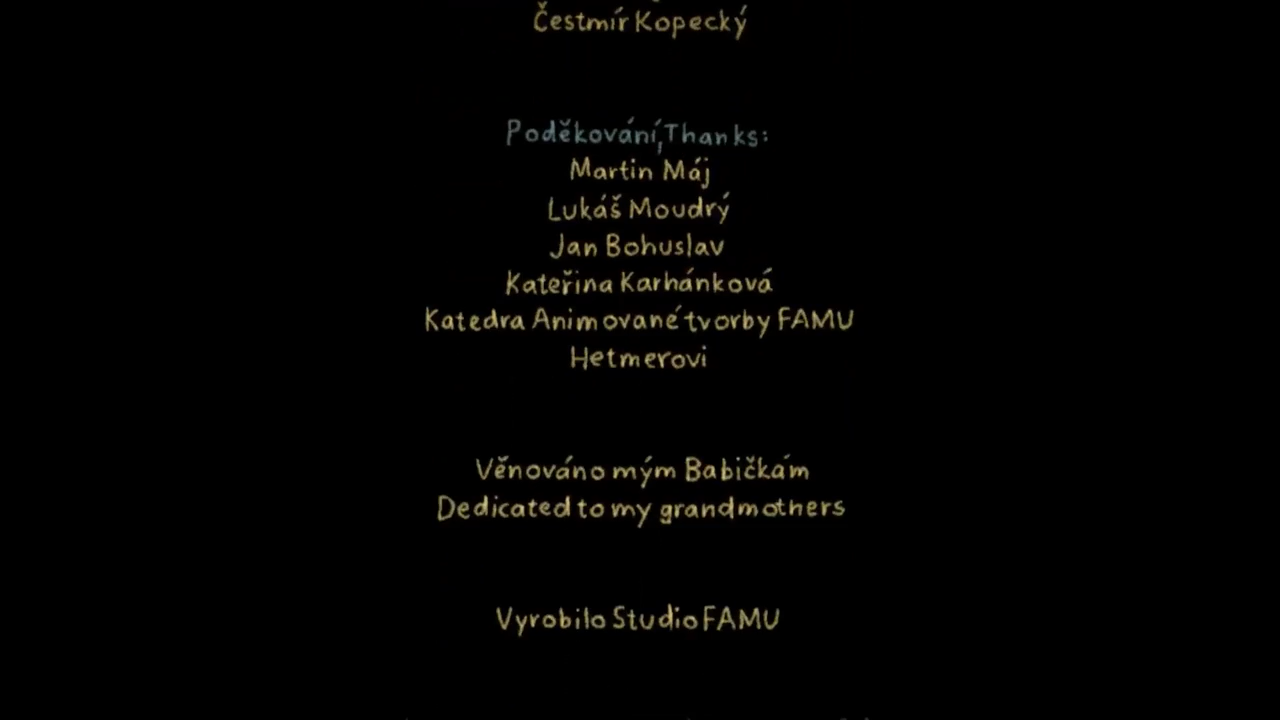 Čestmír Kopecký
Poděkování,Thanks:
Martin Máj
Lukáš Moudrý
Jan Bohuslav
Kateřina Karhánková
Katedra Animované tvorby FAMU
Hetmerovi
Věnováno mým Babičkám
Dedicated to my grandmothers
Vyrobilo Studio FAMU